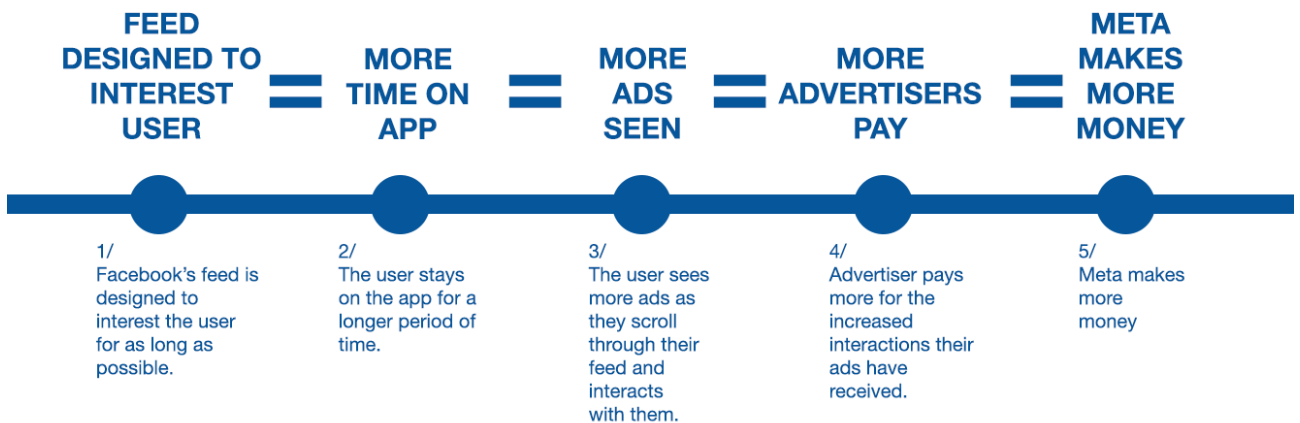 FEED
DESIGNED TO
INTEREST
USER
=
MORE
TIME ON
APP
=
MORE
ADS
SEEN
=
MORE
ADVERTISERS
PAY
=
META
MAKES
MORE
MONEY
1/
Facebook's feed is
designed to
interest the user
for as long as
possible.
2/
The user stays
on the app for a
longer period of
time.
3/
The user sees
more ads as
they scroll
through their
feed and
interacts
with them.
4/
Advertiser pays
more for the
increased
interactions their
ads have
received.
5/
Meta makes
more
money